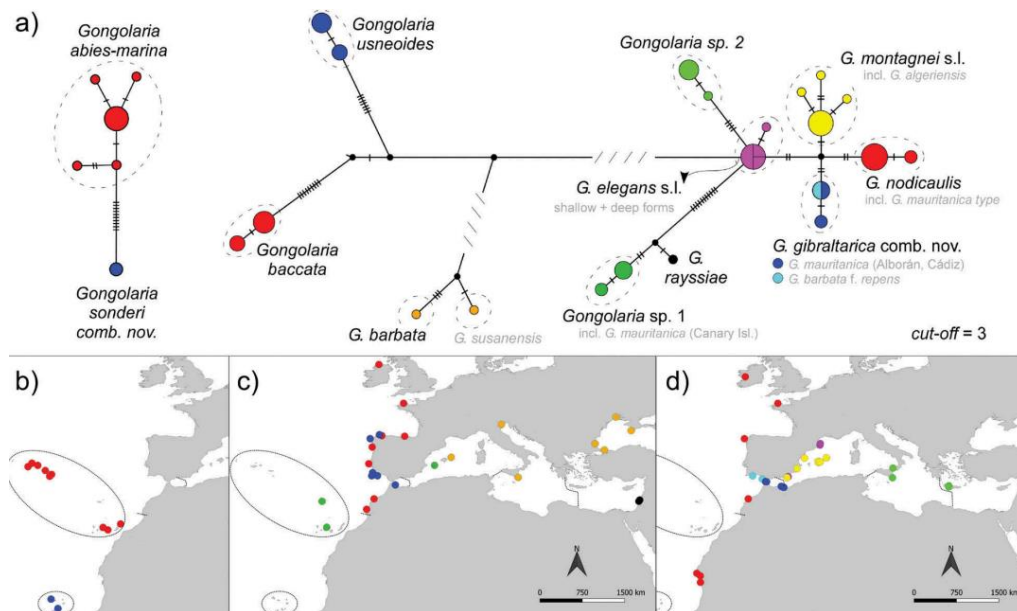 a)
Gongolaria
abies-marina
Gongolaria
sonderi
comb. nov.
Gongolaria
usneoides
Gongolaria
baccata
G. barbata
G. susanensis
Gongolaria sp. 2
G. elegans s.l.
shallow + deep forms
G. montagnei s.l.
incl. G. algeriensis
G. nodicaulis
incl. G. mauritanica type
G. gibraltarica comb. nov.
G. mauritanica (Alborán, Cádiz)
G. barbata f. repens
G.
rayssiae
Gongolaria sp. 1
incl. G. mauritanica (Canary Isl.)
cut-off = 3
b)
c)
N
0 750 1500 km
d)
N
0 750 1500 km